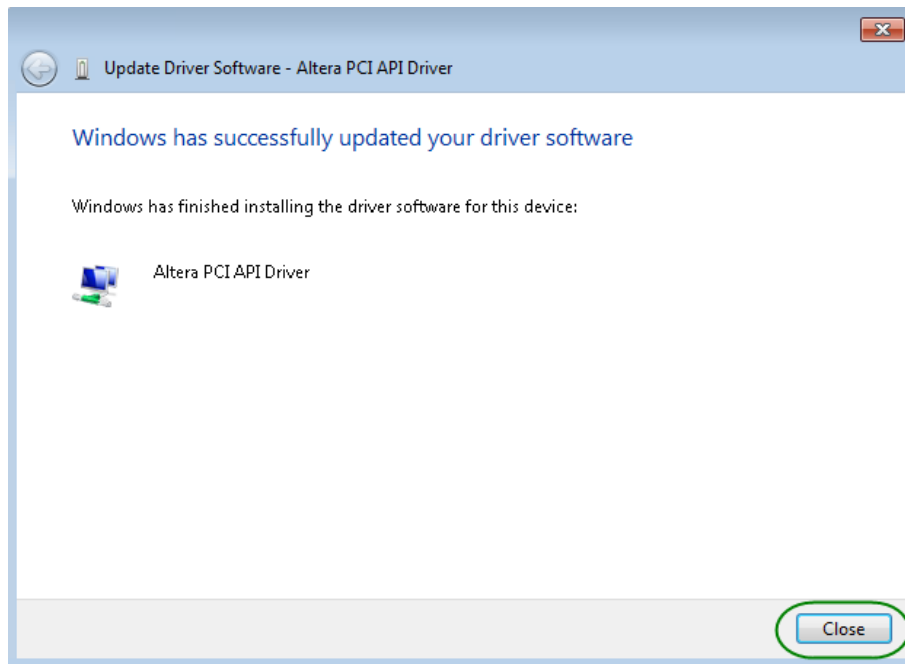 Update Driver Software - Altera PCI API Driver
Windows has successfully updated your driver software
Windows has finished installing the driver software for this device:
Altera PCI API Driver
Close